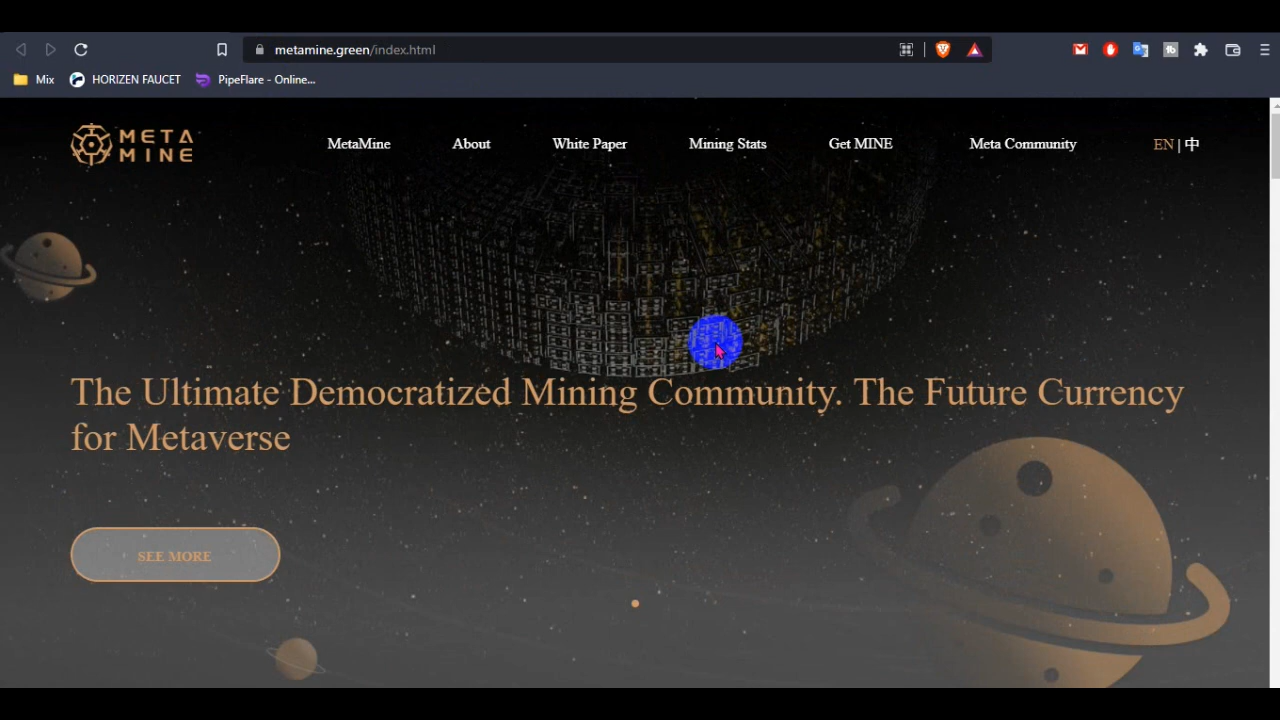 metamine.green/index.html
Mix HORIZEN FAUCET PipeFlare - Online...
META
MINE
MetaMine About White Paper Mining Stats Get MINE Meta Community EN | 中
The Ultimate Democratized Mining Community. The Future Currency
for Metaverse
SEE MORE